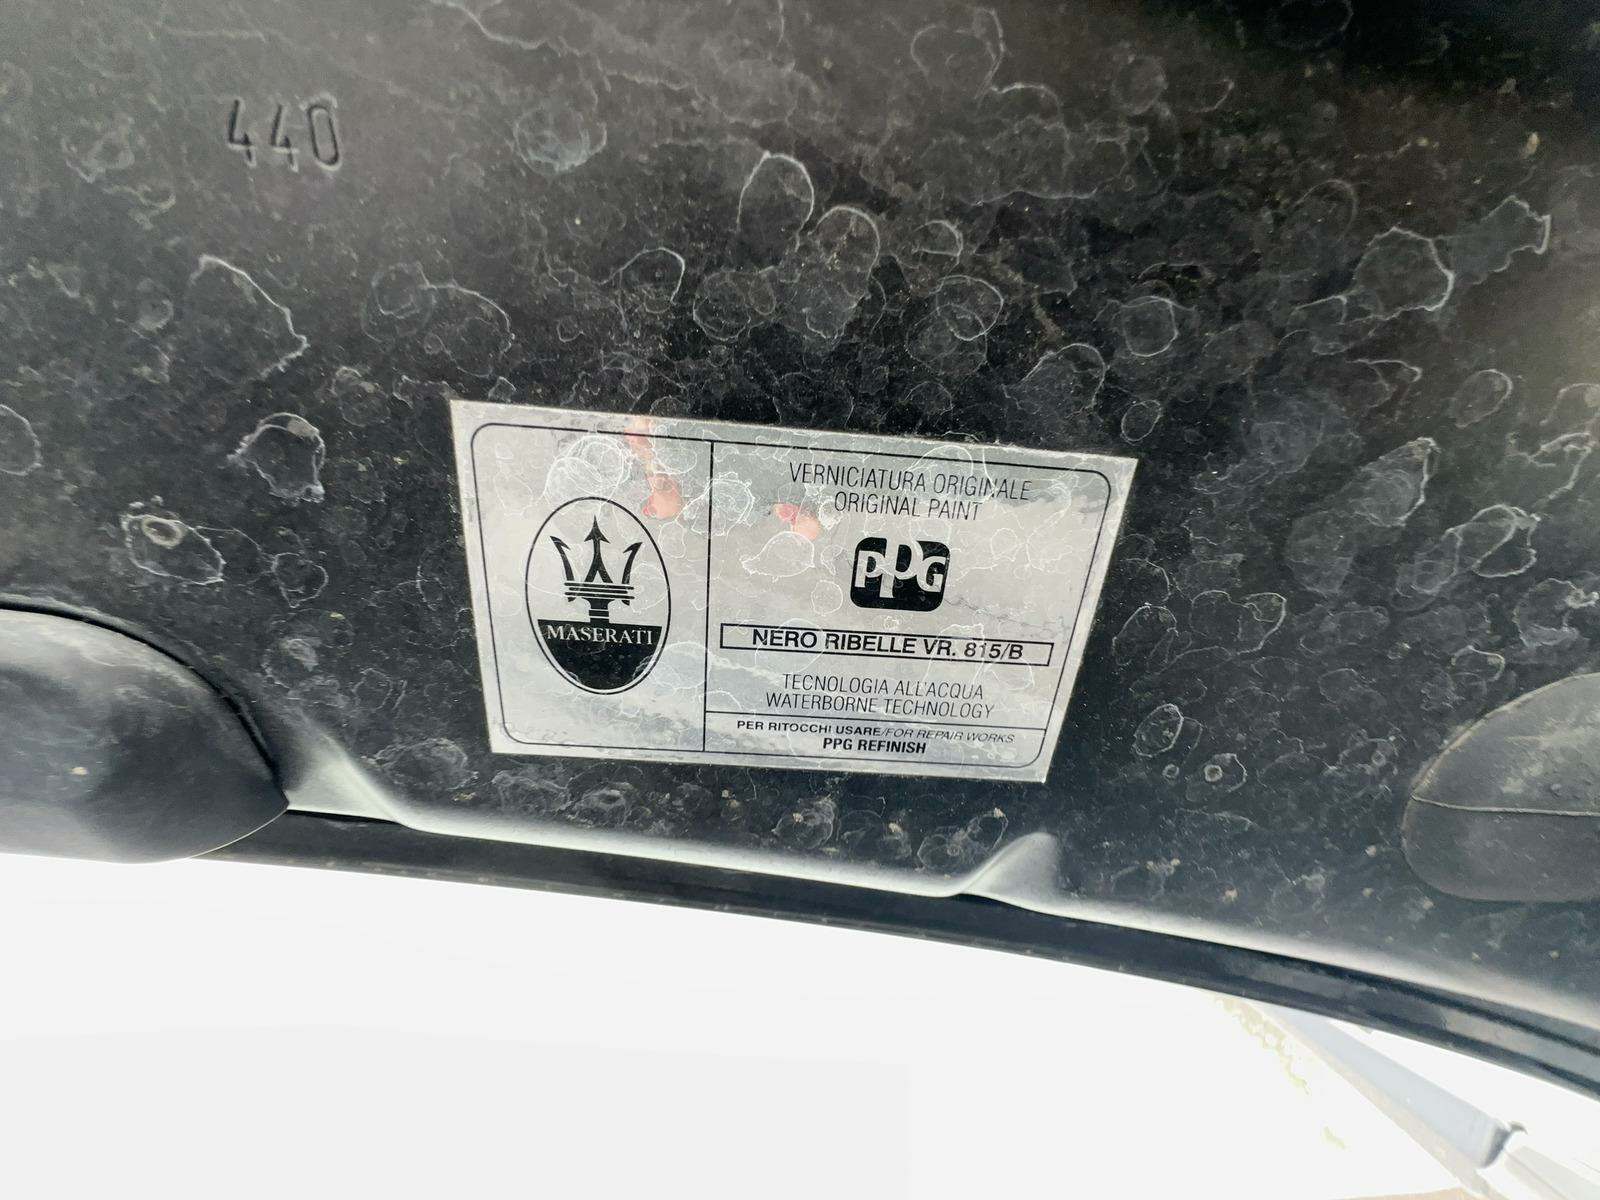 440
MASERATI
VERNICIATURA ORIGINALE
ORIGINAL PAINT
PPG
NERO RIBELLE VR. 815/B
TECNOLOGIA ALL'ACQUA
WATERBORNE TECHNOLOGY
PER RITOCCHI USARE/FOR REPAIR WORKS
PPG REFINISH